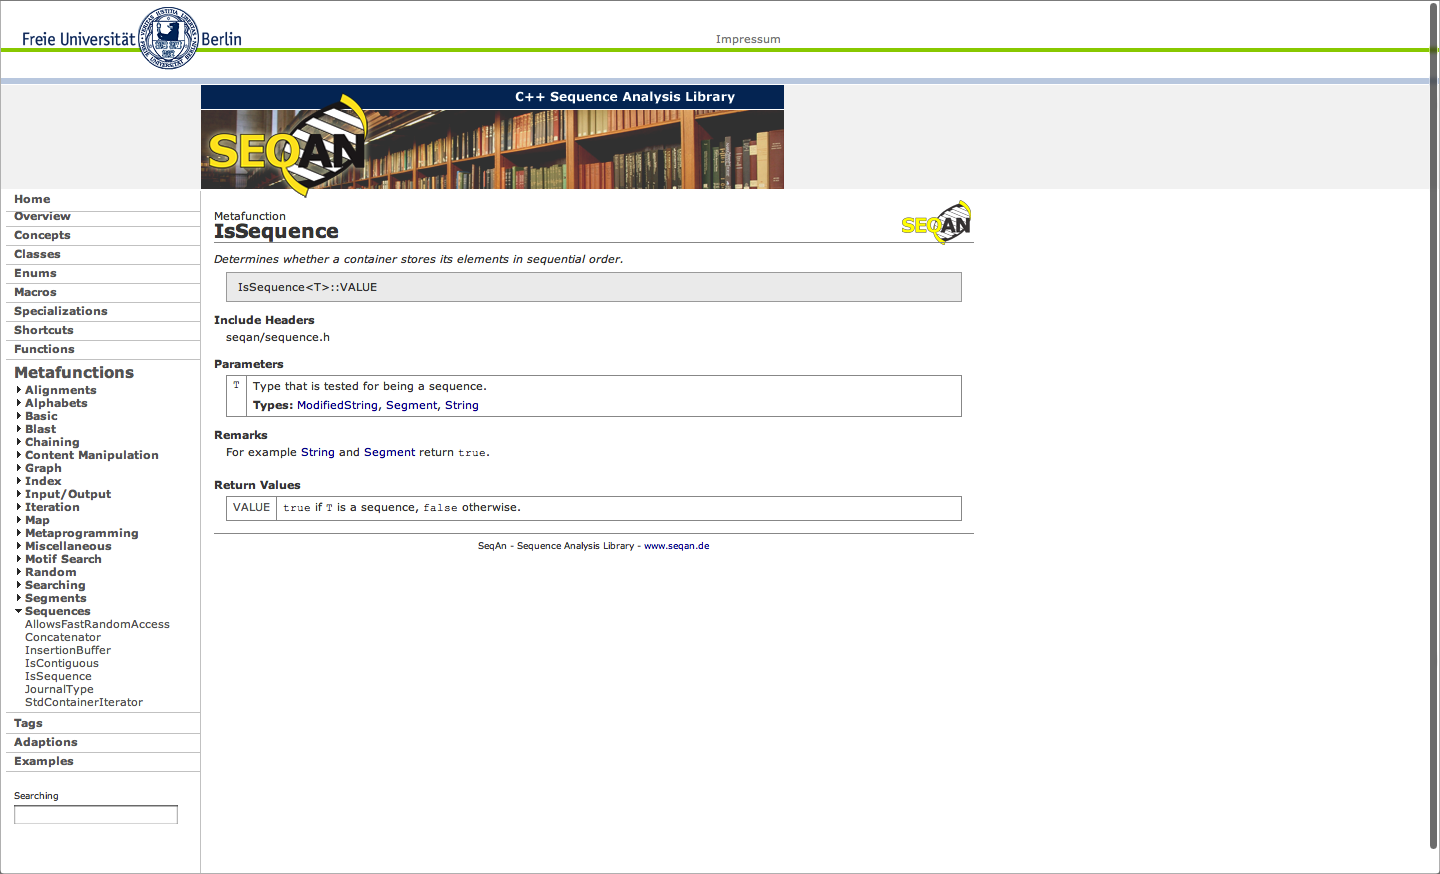 Freie Universität Berlin
Impressum
C++ Sequence Analysis Library
SEQAN
Home
Overview
Concepts
Classes
Enums
Macros
Specializations
Shortcuts
Functions
Metafunctions
Alignments
Alphabets
Basic
Blast
Chaining
Content Manipulation
Graph
Index
Input/Output
Iteration
Map
Metaprogramming
Miscellaneous
Motif Search
Random
Searching
Segments
Sequences
AllowsFastRandomAccess
Concatenator
InsertionBuffer
IsContiguous
IsSequence
JournalType
StdContainerIterator
Tags
Adaptions
Examples
Searching
Metafunction
IsSequence
SEQAN
Determines whether a container stores its elements in sequential order.
IsSequence<T>::VALUE
Include Headers
seqan/sequence.h
Parameters
T Type that is tested for being a sequence.
Types: ModifiedString, Segment, String
Remarks
For example String and Segment return true.
Return Values
VALUE true if T is a sequence, false otherwise.
SeqAn - Sequence Analysis Library - www.seqan.de